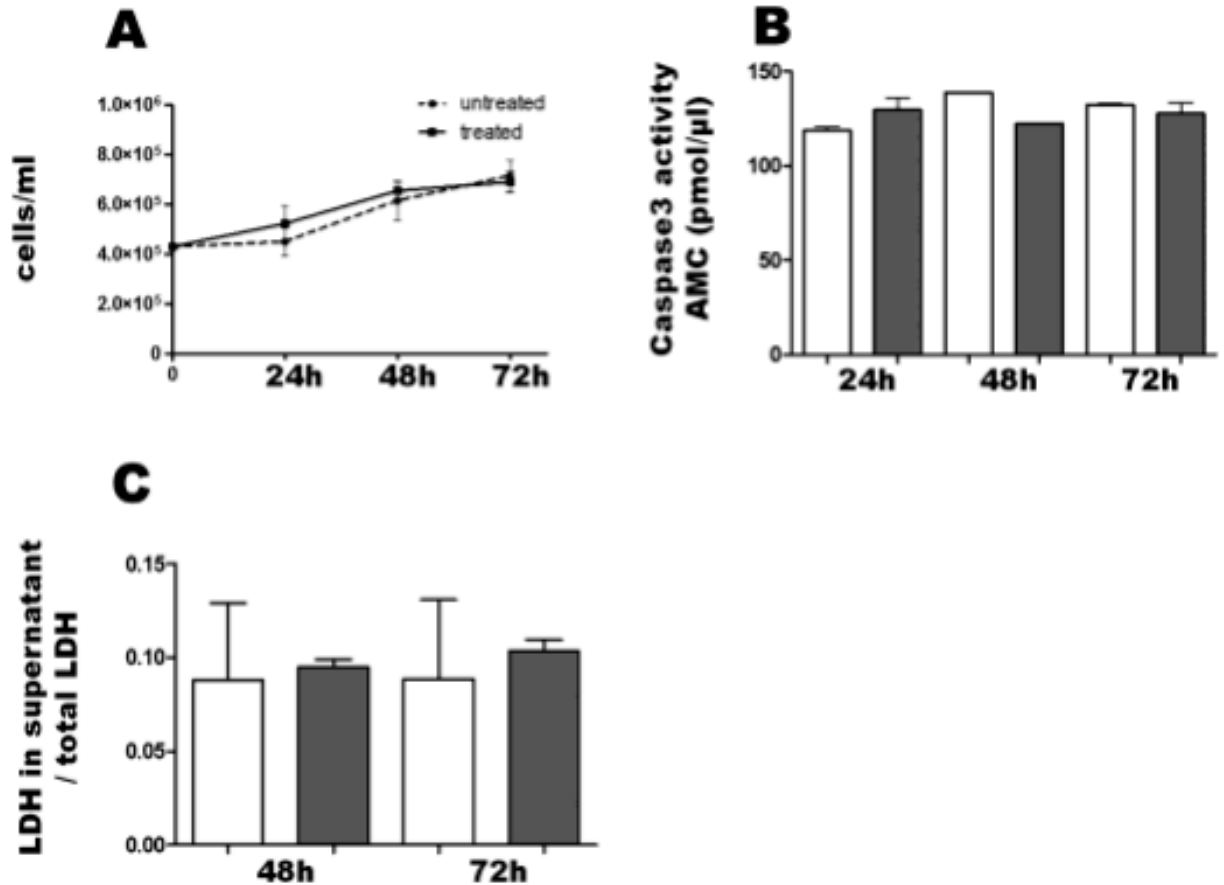 A
cells/ml
1.0×10⁶
8.0×10⁵
6.0×10⁵
4.0×10⁵
2.0×10⁵
0
0 24h 48h 72h
untreated
treated
B
Caspase3 activity
AMC (pmol/µl)
150
100
50
0
24h 48h 72h
C
LDH in supernatant
/ total LDH
0.15
0.10
0.05
0.00
48h 72h